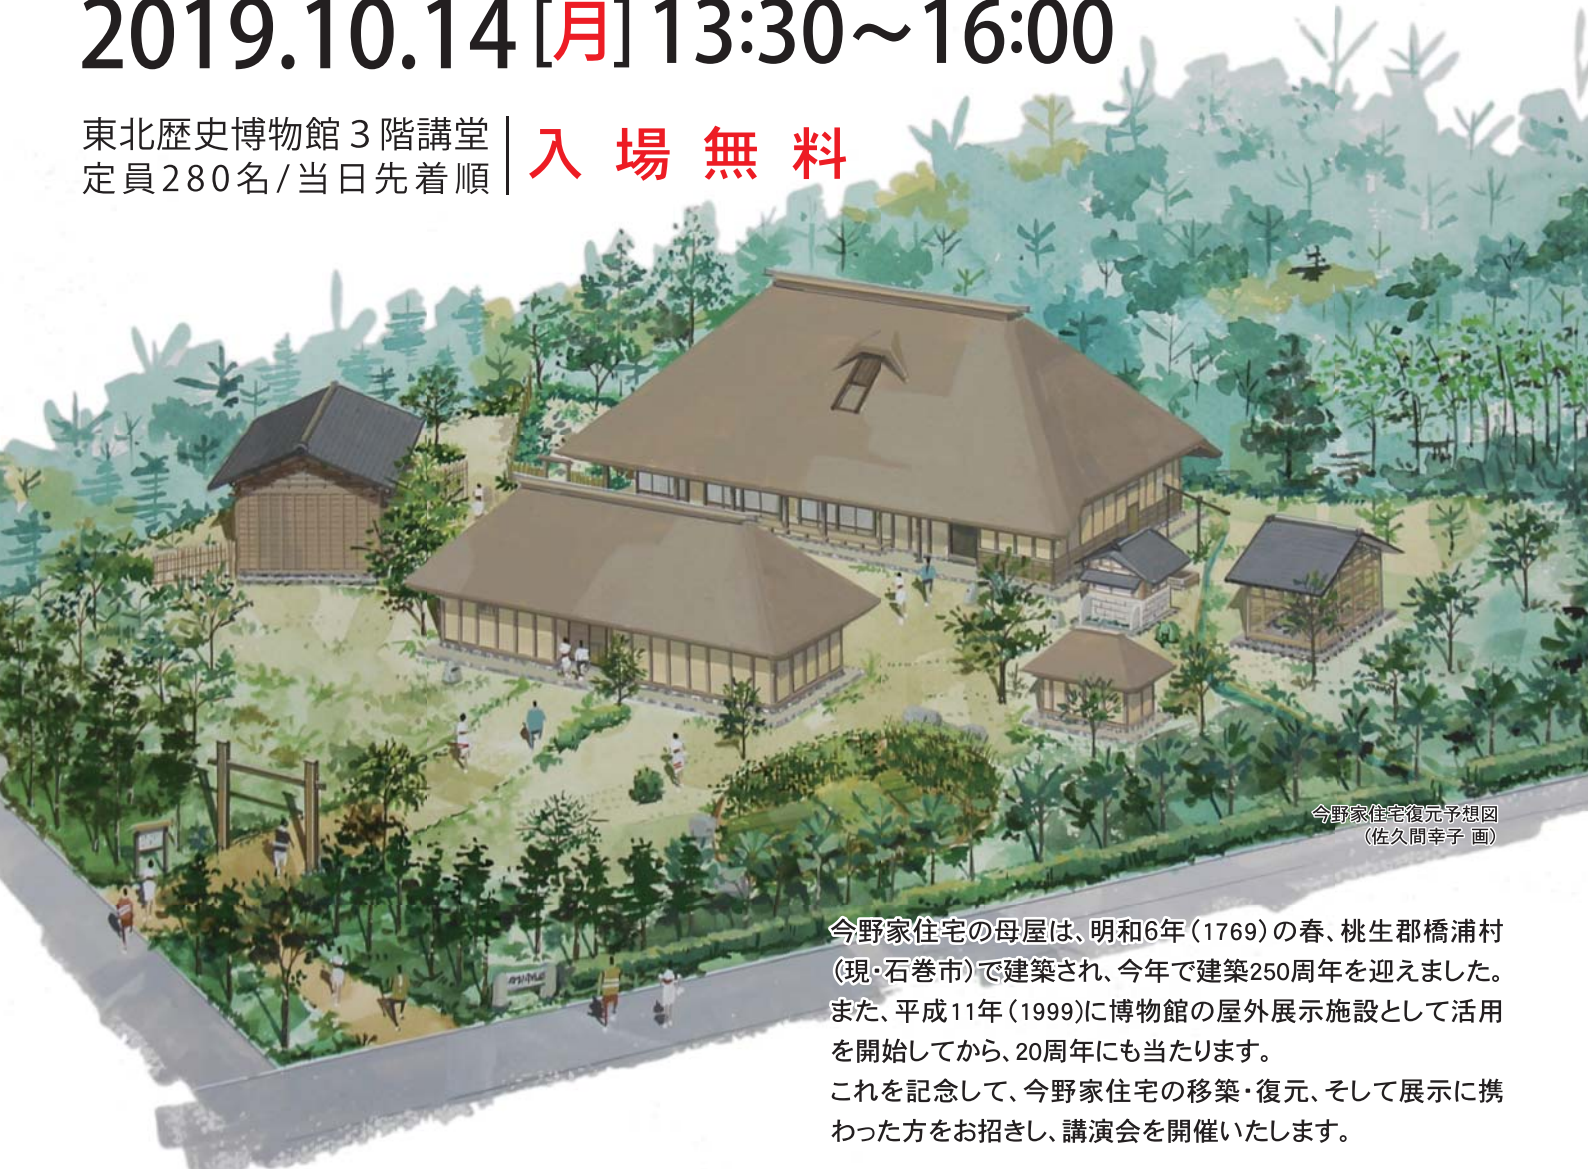 2019.10.14[月]13:30～16:00
東北歴史博物館３階講堂
定員280名/当日先着順
入場無料
今野家住宅復元予想図
（佐久間幸子 画）
今野家住宅の母屋は、明和6年（1769）の春、桃生郡橋浦村
（現・石巻市）で建築され、今年で建築250周年を迎えました。
また、平成11年（1999)に博物館の屋外展示施設として活用
を開始してから、20周年にも当たります。
これを記念して、今野家住宅の移築・復元、そして展示に携
わった方をお招きし、講演会を開催いたします。